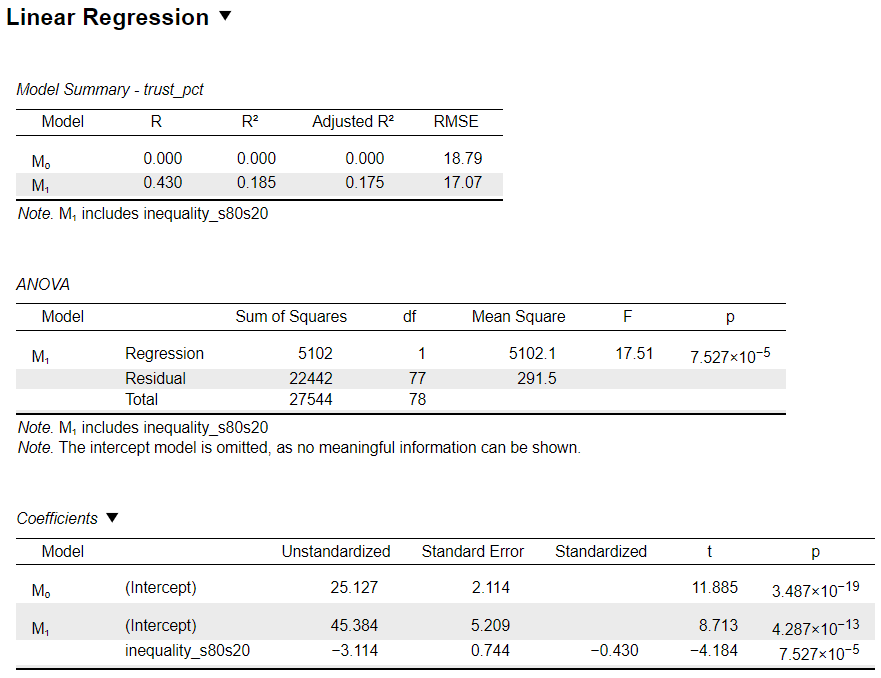 Linear Regression ▼
Model Summary - trust_pct
Model R R² Adjusted R² RMSE
M₀ 0.000 0.000 0.000 18.79
M₁ 0.430 0.185 0.175 17.07
Note. M₁ includes inequality_s80s20
ANOVA
Model Sum of Squares df Mean Square F p
M₁ Regression 5102 1 5102.1 17.51 7.527×10⁻⁵
Residual 22442 77 291.5
Total 27544 78
Note. M₁ includes inequality_s80s20
Note. The intercept model is omitted, as no meaningful information can be shown.
Coefficients ▼
Model Unstandardized Standard Error Standardized t p
M₀ (Intercept) 25.127 2.114 11.885 3.487×10⁻¹⁹
M₁ (Intercept) 45.384 5.209 8.713 4.287×10⁻¹³
inequality_s80s20 −3.114 0.744 −0.430 −4.184 7.527×10⁻⁵